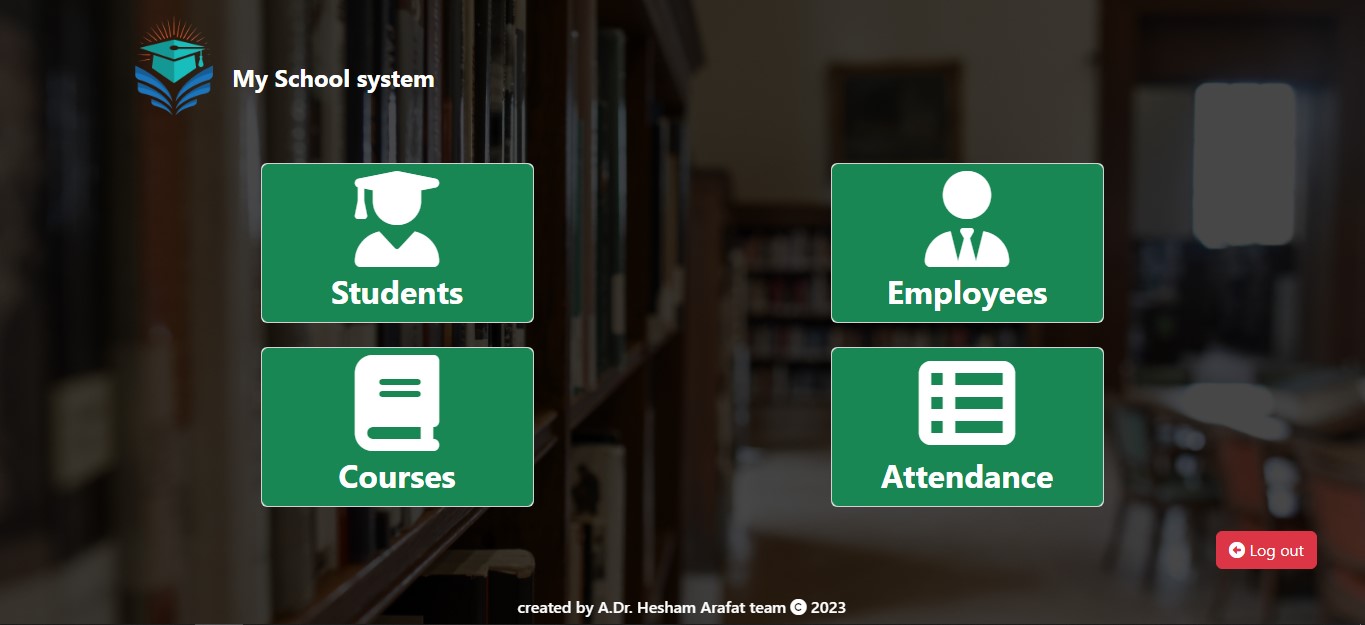 My School system
Students
Employees
Courses
Attendance
Log out
created by A.Dr. Hesham Arafat team © 2023